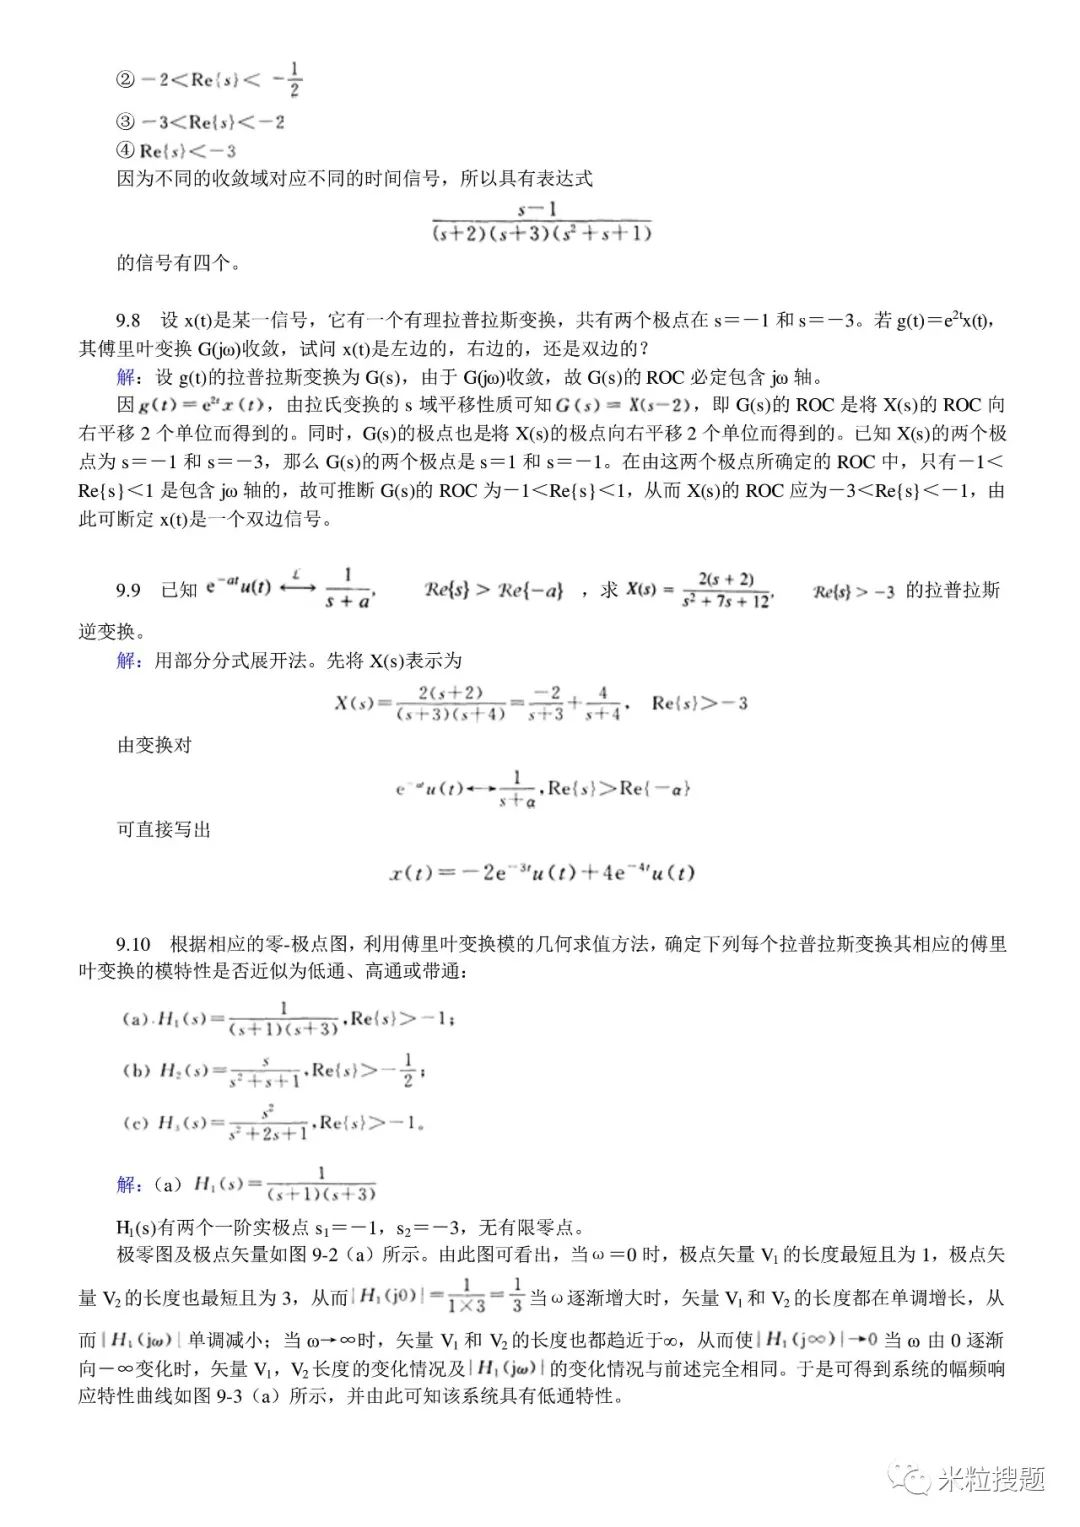 ② －2＜Re{s}＜ －1/2
③ －3＜Re{s}＜－2
④ Re{s}＜－3
因为不同的收敛域对应不同的时间信号，所以具有表达式
s－1
(s+2)(s+3)(s²＋s＋1)
的信号有四个。
9.8 设 x(t)是某一信号，它有一个有理拉普拉斯变换，共有两个极点在 s＝－1 和 s＝－3。若 g(t)＝e²ᵗx(t),
其傅里叶变换 G(jω)收敛，试问 x(t)是左边的，右边的，还是双边的？
解：设 g(t)的拉普拉斯变换为 G(s)，由于 G(jω)收敛，故 G(s)的 ROC 必定包含 jω 轴。
因 g(t)＝e²ᵗx(t)，由拉氏变换的 s 域平移性质可知 G(s)＝X(s－2)，即 G(s)的 ROC 是将 X(s)的 ROC 向
右平移 2 个单位而得到的。同时，G(s)的极点也是将 X(s)的极点向右平移 2 个单位而得到的。已知 X(s)的两个极
点为 s＝－1 和 s＝－3，那么 G(s)的两个极点是 s＝1 和 s＝－1。在由这两个极点所确定的 ROC 中，只有－1＜
Re{s}＜1 是包含 jω 轴的，故可推断 G(s)的 ROC 为－1＜Re{s}＜1，从而 X(s)的 ROC 应为－3＜Re{s}＜－1，由
此可断定 x(t)是一个双边信号。
9.9 已知 e⁻ᵃᵗu(t) ⟷ᴸ 1/(s + a), Re{s} > Re{−a} ，求 X(s) = 2(s + 2)/(s² + 7s + 12), Re{s} > −3 的拉普拉斯
逆变换。
解：用部分分式展开法。先将 X(s)表示为
X(s)＝2(s＋2)/((s＋3)(s＋4))＝－2/(s＋3)＋4/(s＋4), Re{s}＞－3
由变换对
e⁻ᵅᵗu(t)⟷1/(s＋α),Re{s}＞Re{－α}
可直接写出
x(t)＝－2e⁻³ᵗu(t)＋4e⁻⁴ᵗu(t)
9.10 根据相应的零-极点图，利用傅里叶变换模的几何求值方法，确定下列每个拉普拉斯变换其相应的傅里
叶变换的模特性是否近似为低通、高通或带通：
(a).H₁(s)＝1/((s＋1)(s＋3)),Re{s}＞－1;
(b) H₂(s)＝s/(s²＋s＋1),Re{s}＞－1/2;
(c) H₃(s)＝s²/(s²＋2s＋1),Re{s}＞－1。
解:（a）H₁(s)＝1/((s＋1)(s＋3))
H₁(s)有两个一阶实极点 s₁＝－1，s₂＝－3，无有限零点。
极零图及极点矢量如图 9-2（a）所示。由此图可看出，当ω＝0 时，极点矢量 V₁ 的长度最短且为 1，极点矢
量 V₂ 的长度也最短且为 3，从而|H₁(j0)|＝1/(1×3)＝1/3 当ω逐渐增大时，矢量 V₁ 和 V₂ 的长度都在单调增长，从
而|H₁(jω)|单调减小；当 ω→∞时，矢量 V₁ 和 V₂ 的长度也都趋近于∞，从而使|H₁(j∞)|→0 当 ω 由 0 逐渐
向－∞变化时，矢量 V₁，V₂ 长度的变化情况及|H₁(jω)|的变化情况与前述完全相同。于是可得到系统的幅频响
应特性曲线如图 9-3（a）所示，并由此可知该系统具有低通特性。
米粒搜题